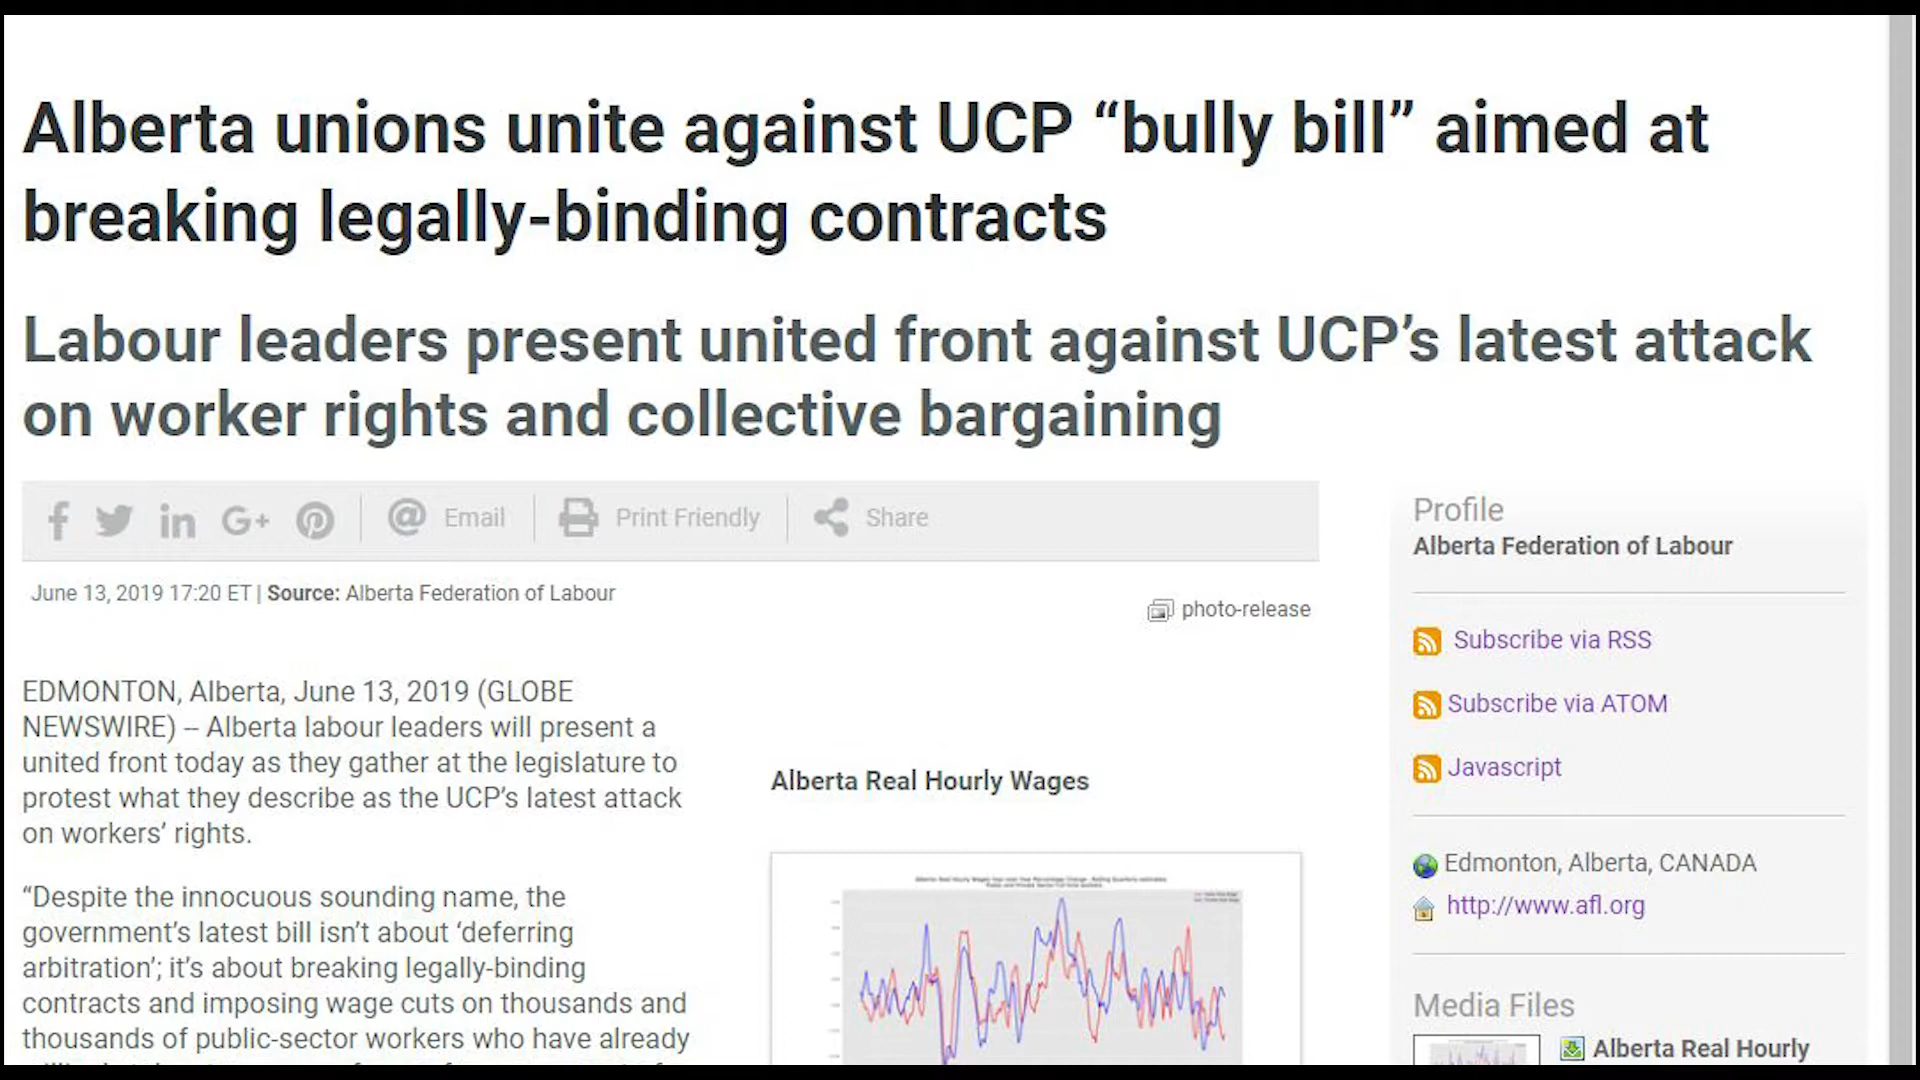 Alberta unions unite against UCP “bully bill” aimed at
breaking legally-binding contracts
Labour leaders present united front against UCP’s latest attack
on worker rights and collective bargaining
Email
Print Friendly
Share
June 13, 2019 17:20 ET | Source: Alberta Federation of Labour
photo-release
EDMONTON, Alberta, June 13, 2019 (GLOBE
NEWSWIRE) -- Alberta labour leaders will present a
united front today as they gather at the legislature to
protest what they describe as the UCP’s latest attack
on workers’ rights.
“Despite the innocuous sounding name, the
government’s latest bill isn’t about ‘deferring
arbitration’; it’s about breaking legally-binding
contracts and imposing wage cuts on thousands and
thousands of public-sector workers who have already
Alberta Real Hourly Wages
Profile
Alberta Federation of Labour
Subscribe via RSS
Subscribe via ATOM
Javascript
Edmonton, Alberta, CANADA
http://www.afl.org
Media Files
Alberta Real Hourly